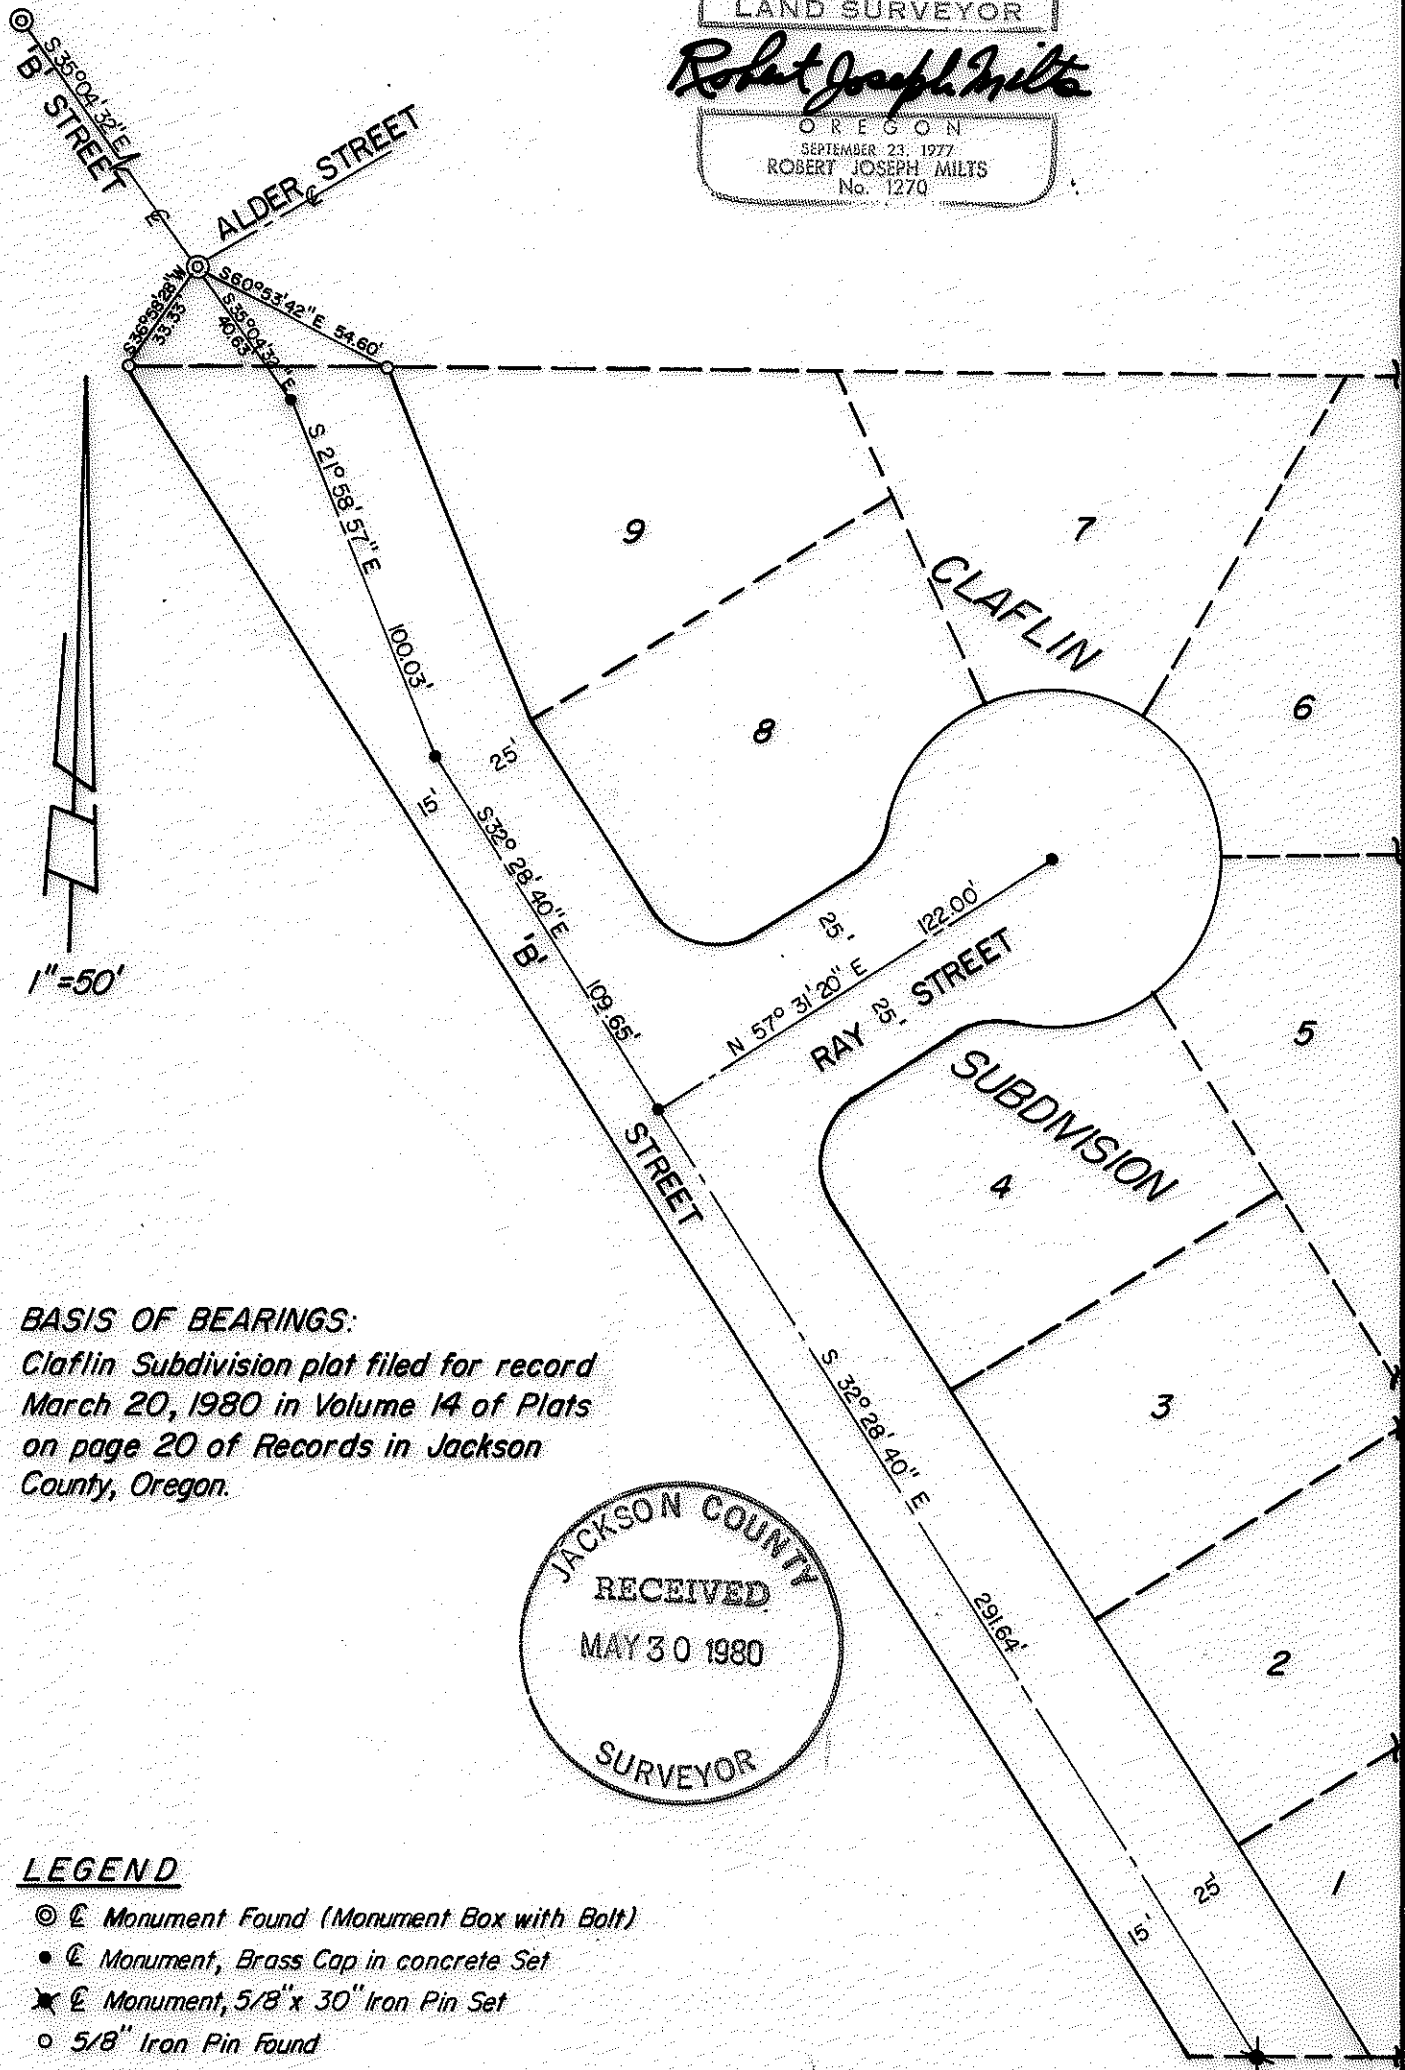 LAND SURVEYOR
Robert Joseph Milts
OREGON
SEPTEMBER 23, 1977
ROBERT JOSEPH MILTS
No. 1270
S 35°04'32"E
'B' STREET
℄
ALDER STREET
℄
S36°58'28"W
33.33'
S35°04'32"E
40.63'
S60°53'42"E 54.60'
S 21°58'57"E
100.03'
9
7
CLAFLIN
8
6
25'
15'
S32°28'40"E
109.65'
'B'
STREET
25'
122.00'
N 57°31'20"E
RAY STREET
25'
1"=50'
5
SUBDIVISION
4
3
S 32°28'40"E
291.64'
2
1
25'
15'
BASIS OF BEARINGS:
Claflin Subdivision plat filed for record
March 20, 1980 in Volume 14 of Plats
on page 20 of Records in Jackson
County, Oregon.
JACKSON COUNTY
RECEIVED
MAY 30 1980
SURVEYOR
LEGEND
◎ ℄ Monument Found (Monument Box with Bolt)
● ℄ Monument, Brass Cap in concrete Set
℄ Monument, 5/8"x 30" Iron Pin Set
○ 5/8" Iron Pin Found